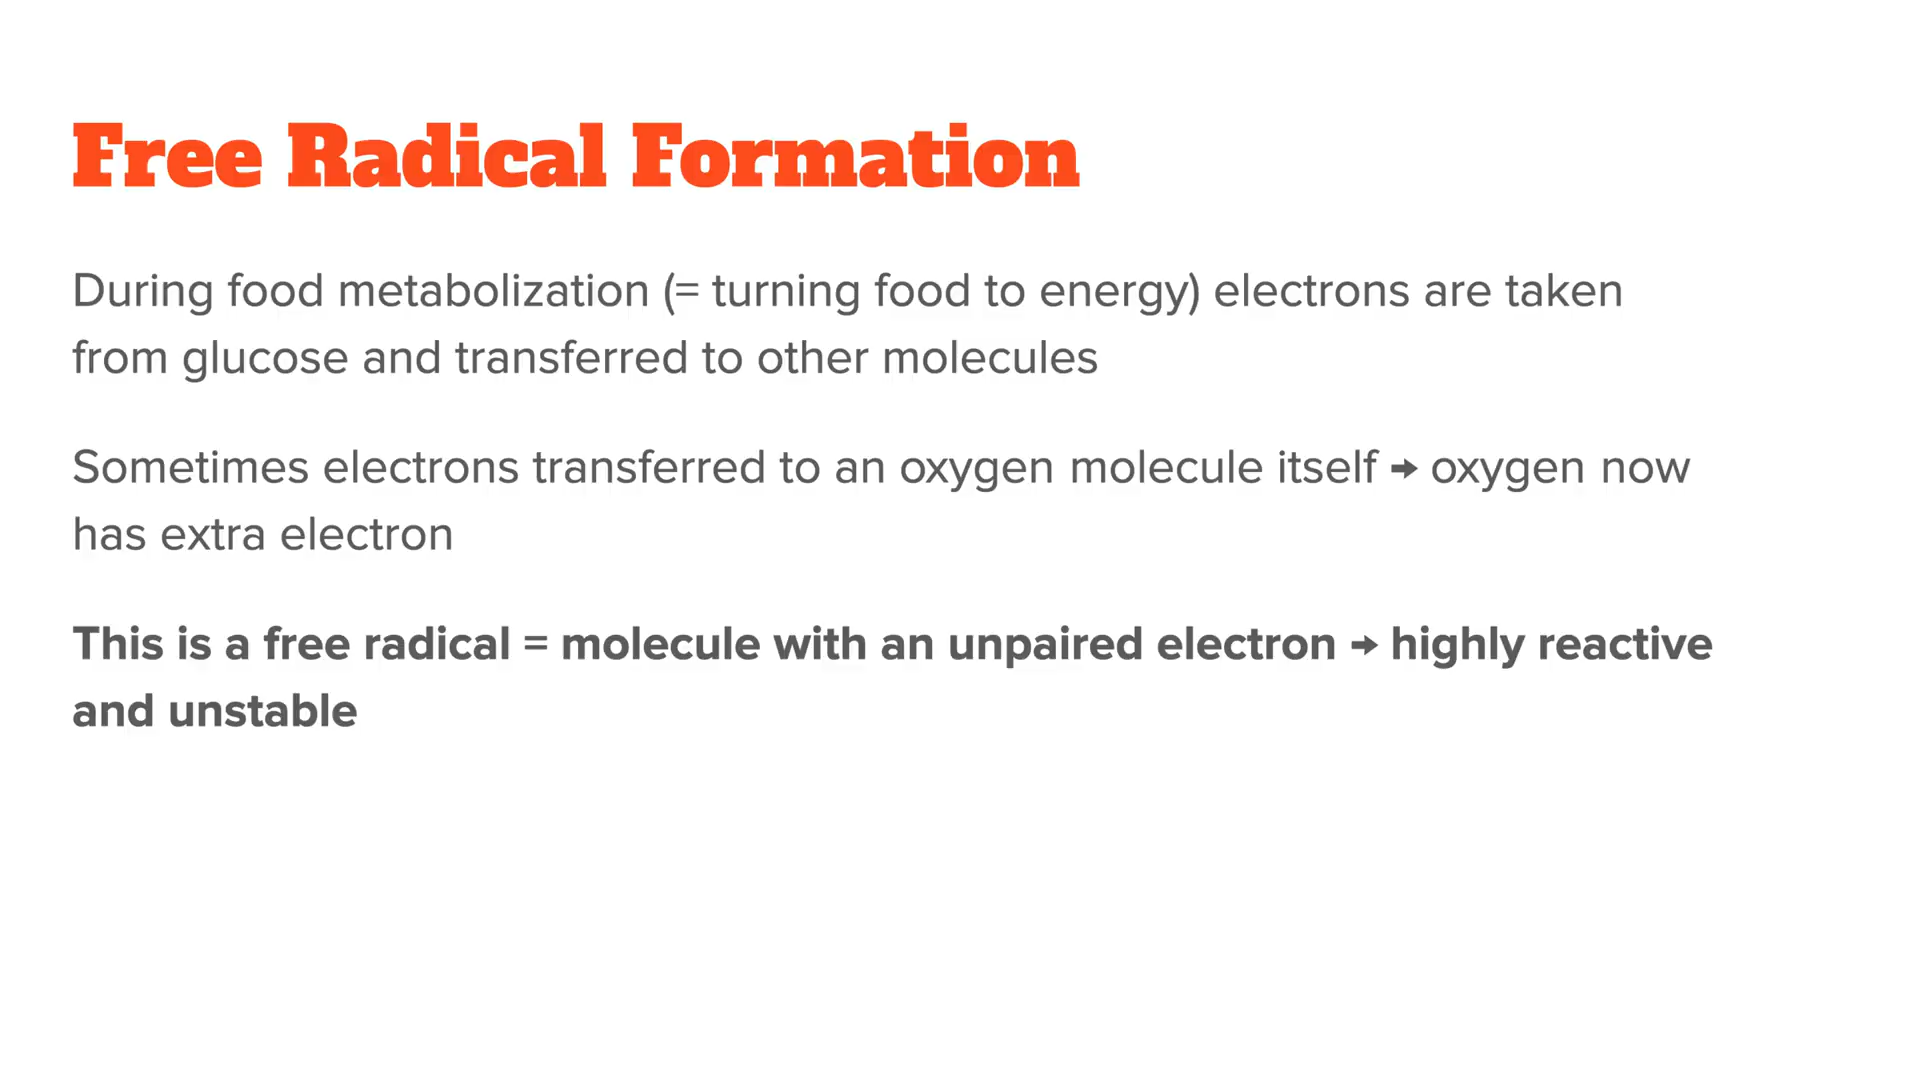 Free Radical Formation
During food metabolization (= turning food to energy) electrons are taken
from glucose and transferred to other molecules
Sometimes electrons transferred to an oxygen molecule itself → oxygen now
has extra electron
This is a free radical = molecule with an unpaired electron → highly reactive
and unstable